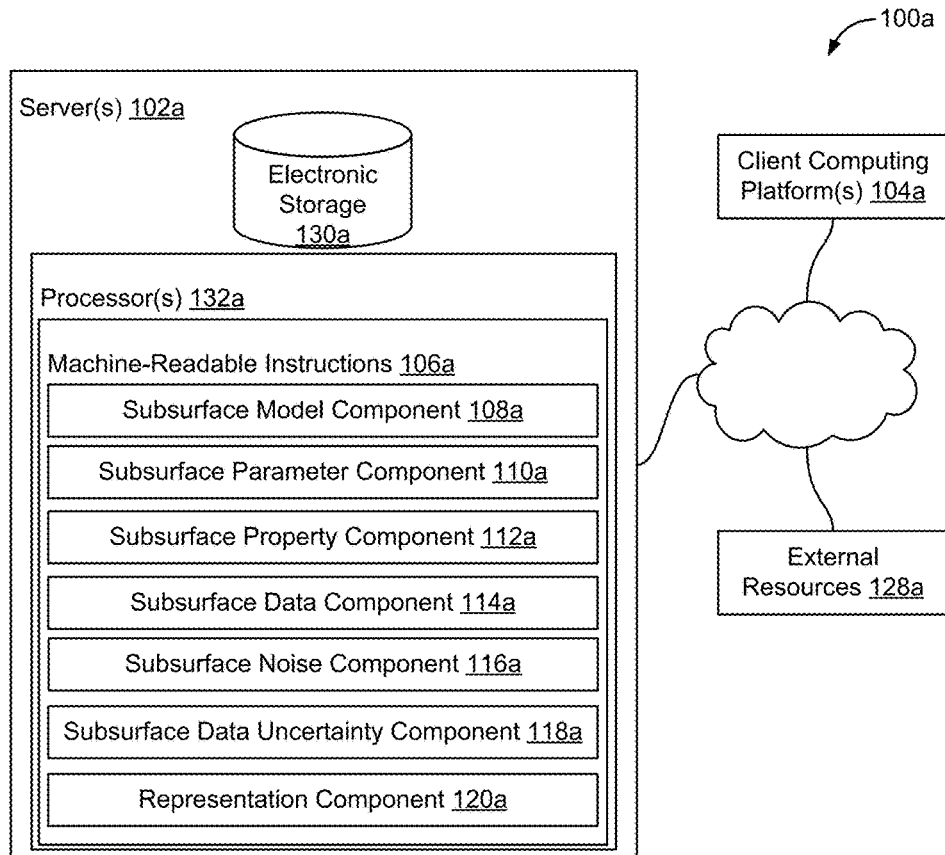 100a
Server(s) 102a
Electronic
Storage
130a
Processor(s) 132a
Machine-Readable Instructions 106a
Subsurface Model Component 108a
Subsurface Parameter Component 110a
Subsurface Property Component 112a
Subsurface Data Component 114a
Subsurface Noise Component 116a
Subsurface Data Uncertainty Component 118a
Representation Component 120a
Client Computing
Platform(s) 104a
External
Resources 128a